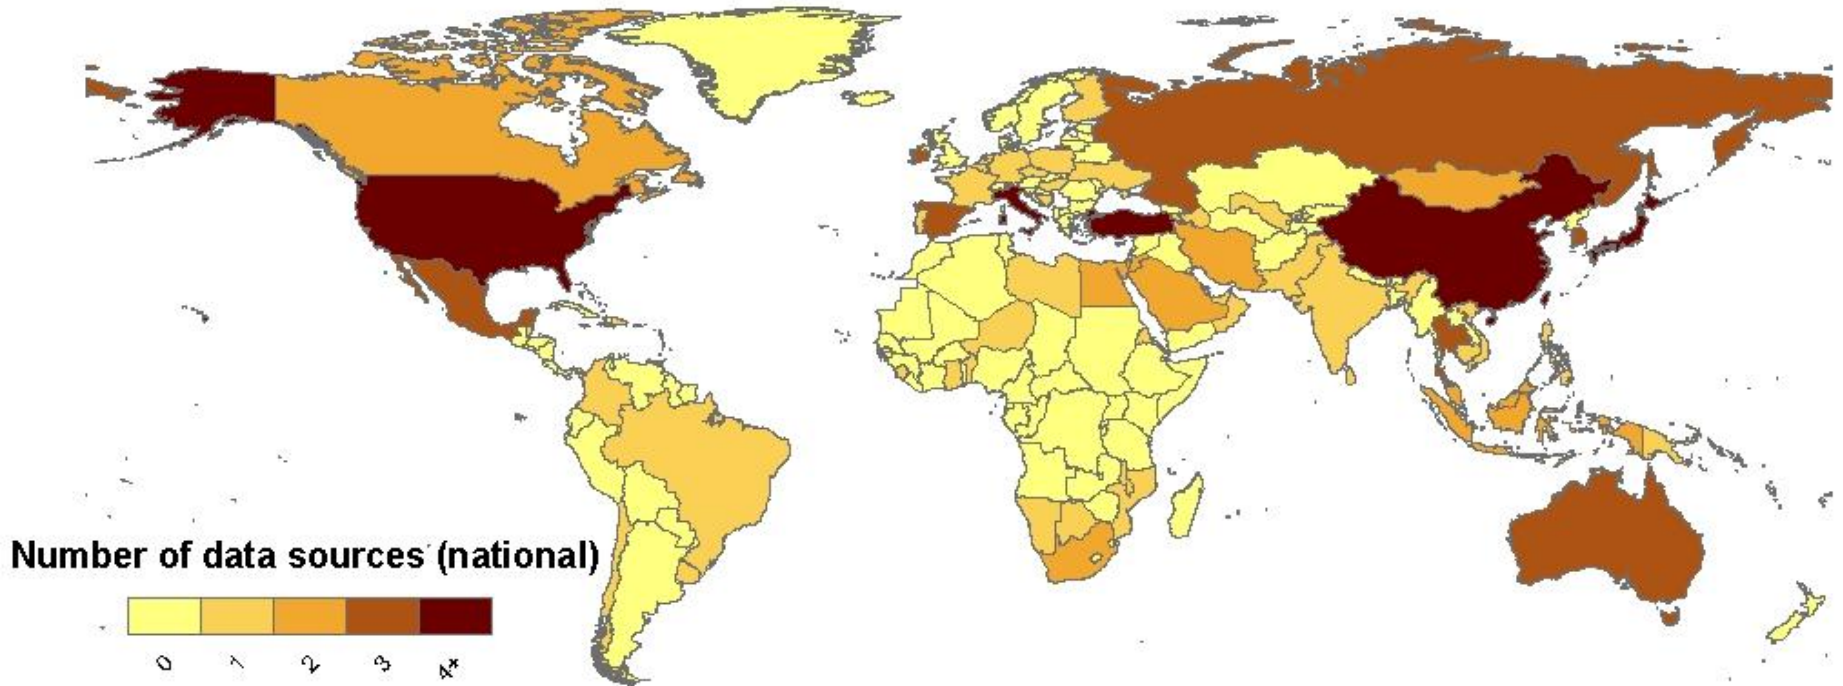 Number of data sources (national)
0 1 2 3 4+